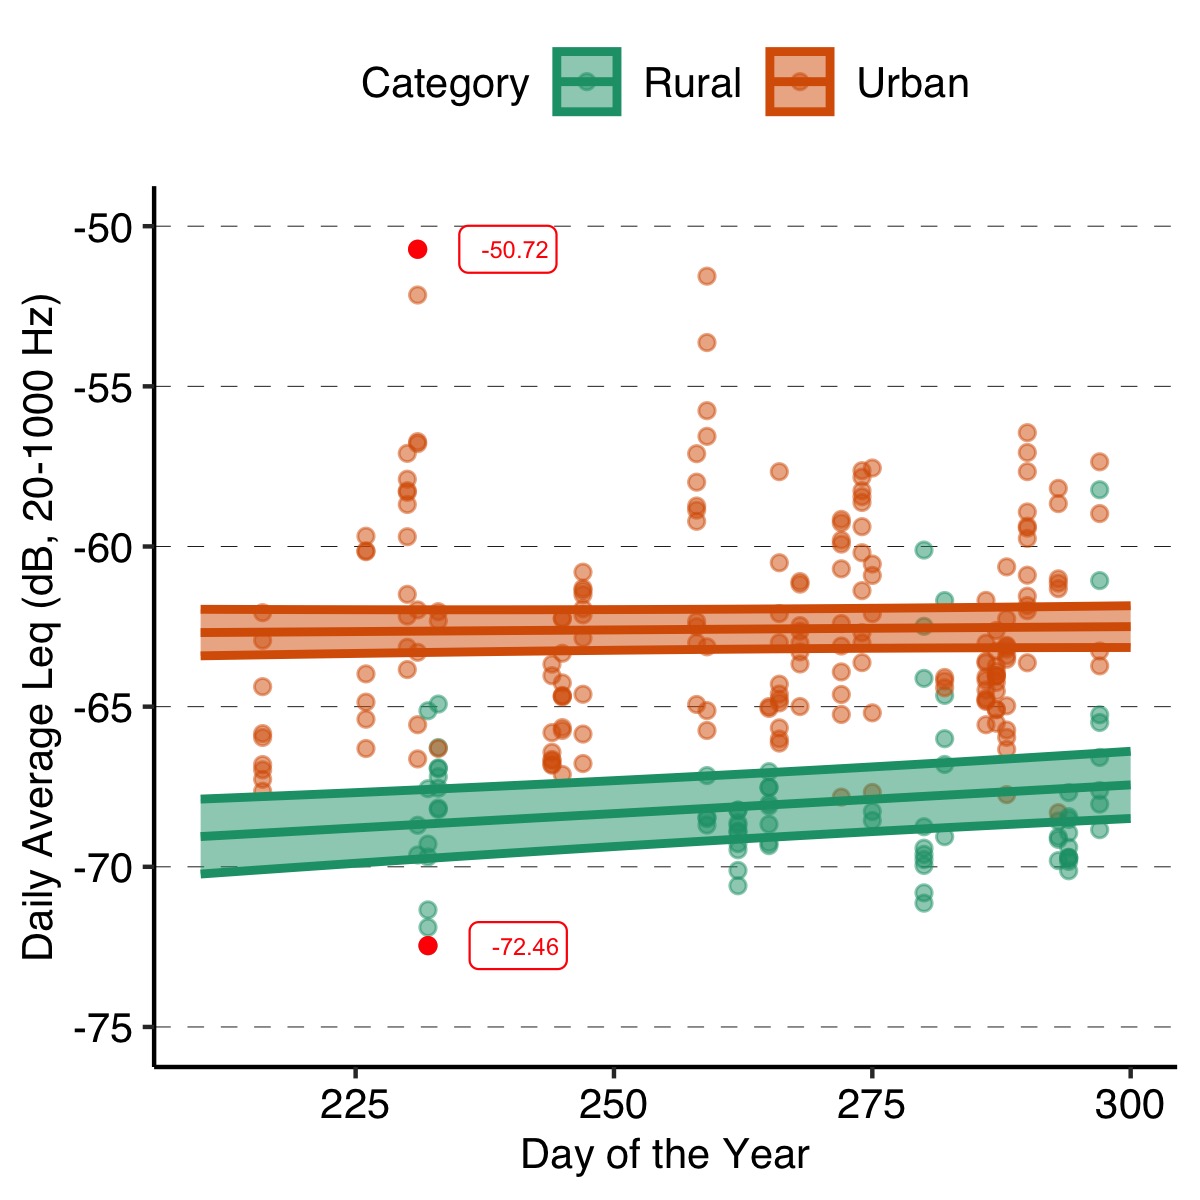 Category Rural Urban
Daily Average Leq (dB, 20-1000 Hz)
-50
-55
-60
-65
-70
-75
-50.72
-72.46
225 250 275 300
Day of the Year